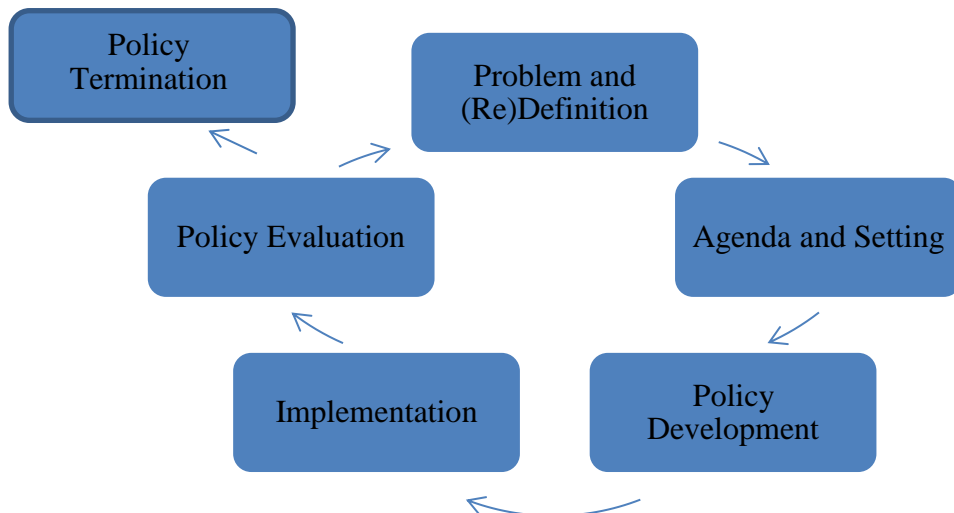 Policy
Termination
Problem and
(Re)Definition
Policy Evaluation
Agenda and Setting
Implementation
Policy
Development